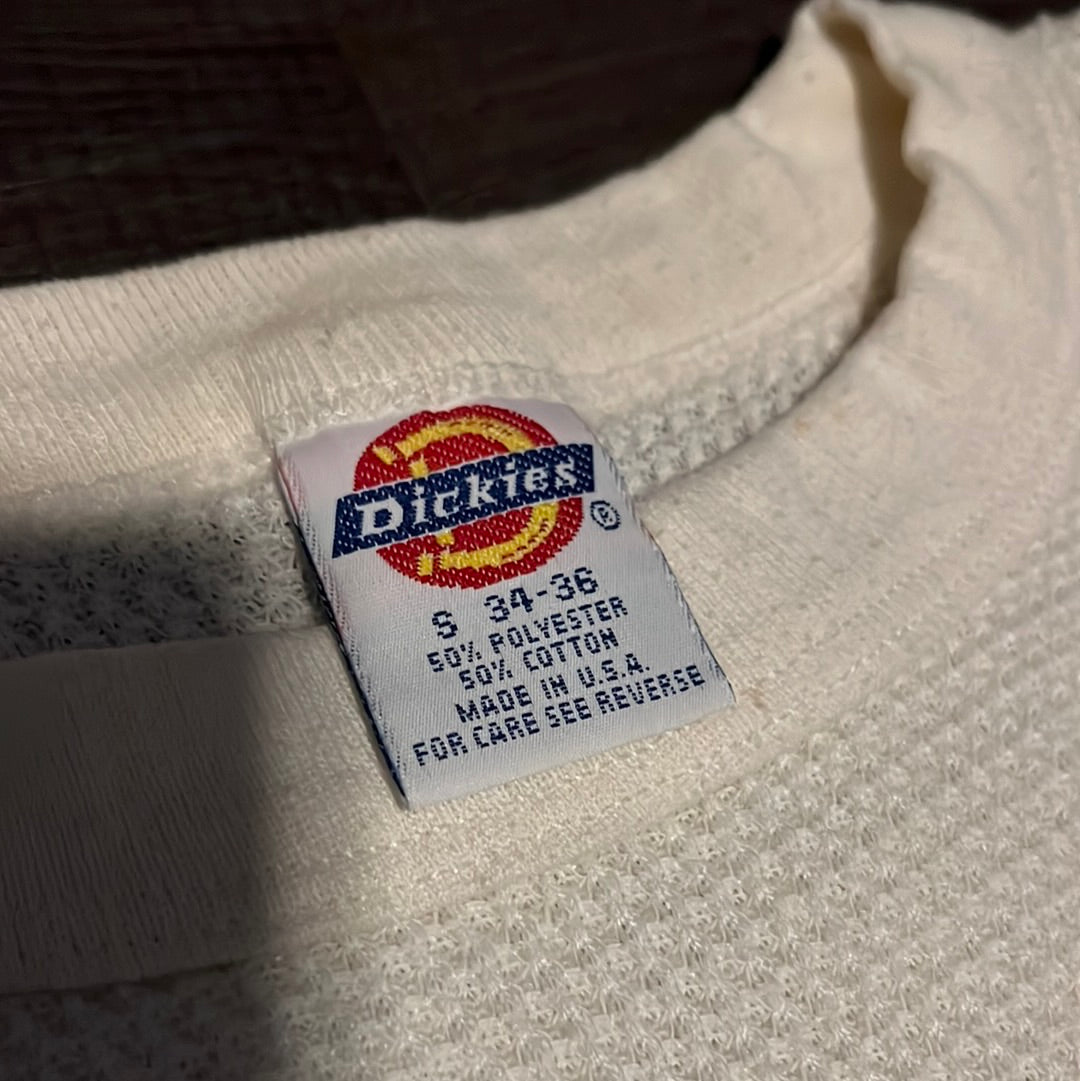 Dickies
®
S 34-36
50% POLYESTER
50% COTTON
MADE IN U.S.A.
FOR CARE SEE REVERSE